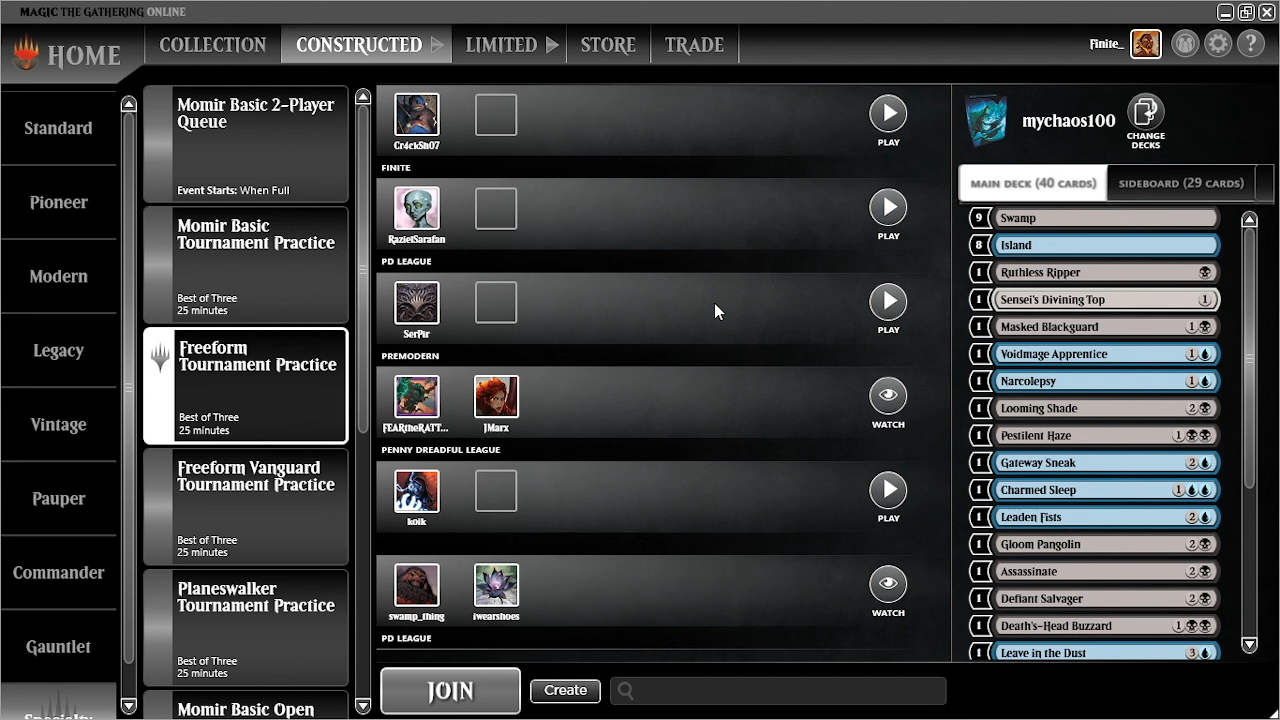 MAGIC THE GATHERING ONLINE
HOME
COLLECTION
CONSTRUCTED
LIMITED
STORE
TRADE
Finite_
?
Standard
Pioneer
Modern
Legacy
Vintage
Pauper
Commander
Gauntlet
Specialty
Momir Basic 2-Player
Queue
Event Starts: When Full
Momir Basic
Tournament Practice
Best of Three
25 minutes
Freeform
Tournament Practice
Best of Three
25 minutes
Freeform Vanguard
Tournament Practice
Best of Three
25 minutes
Planeswalker
Tournament Practice
Best of Three
25 minutes
Momir Basic Open
Cr4ckSh07
PLAY
FINITE
RazielSarafan
PLAY
PD LEAGUE
SerPir
PLAY
PREMODERN
FEARtheRATT...
JMarx
WATCH
PENNY DREADFUL LEAGUE
k0ik
PLAY
swamp_thing
iwearshoes
WATCH
PD LEAGUE
JOIN
Create
mychaos100
CHANGE
DECKS
MAIN DECK (40 CARDS)
SIDEBOARD (29 CARDS)
9 Swamp
8 Island
1 Ruthless Ripper
1 Sensei's Divining Top 1
1 Masked Blackguard 1
1 Voidmage Apprentice 1
1 Narcolepsy 1
1 Looming Shade 2
1 Pestilent Haze 1
1 Gateway Sneak 2
1 Charmed Sleep 1
1 Leaden Fists 2
1 Gloom Pangolin 2
1 Assassinate 2
1 Defiant Salvager 2
1 Death's-Head Buzzard 1
1 Leave in the Dust 3